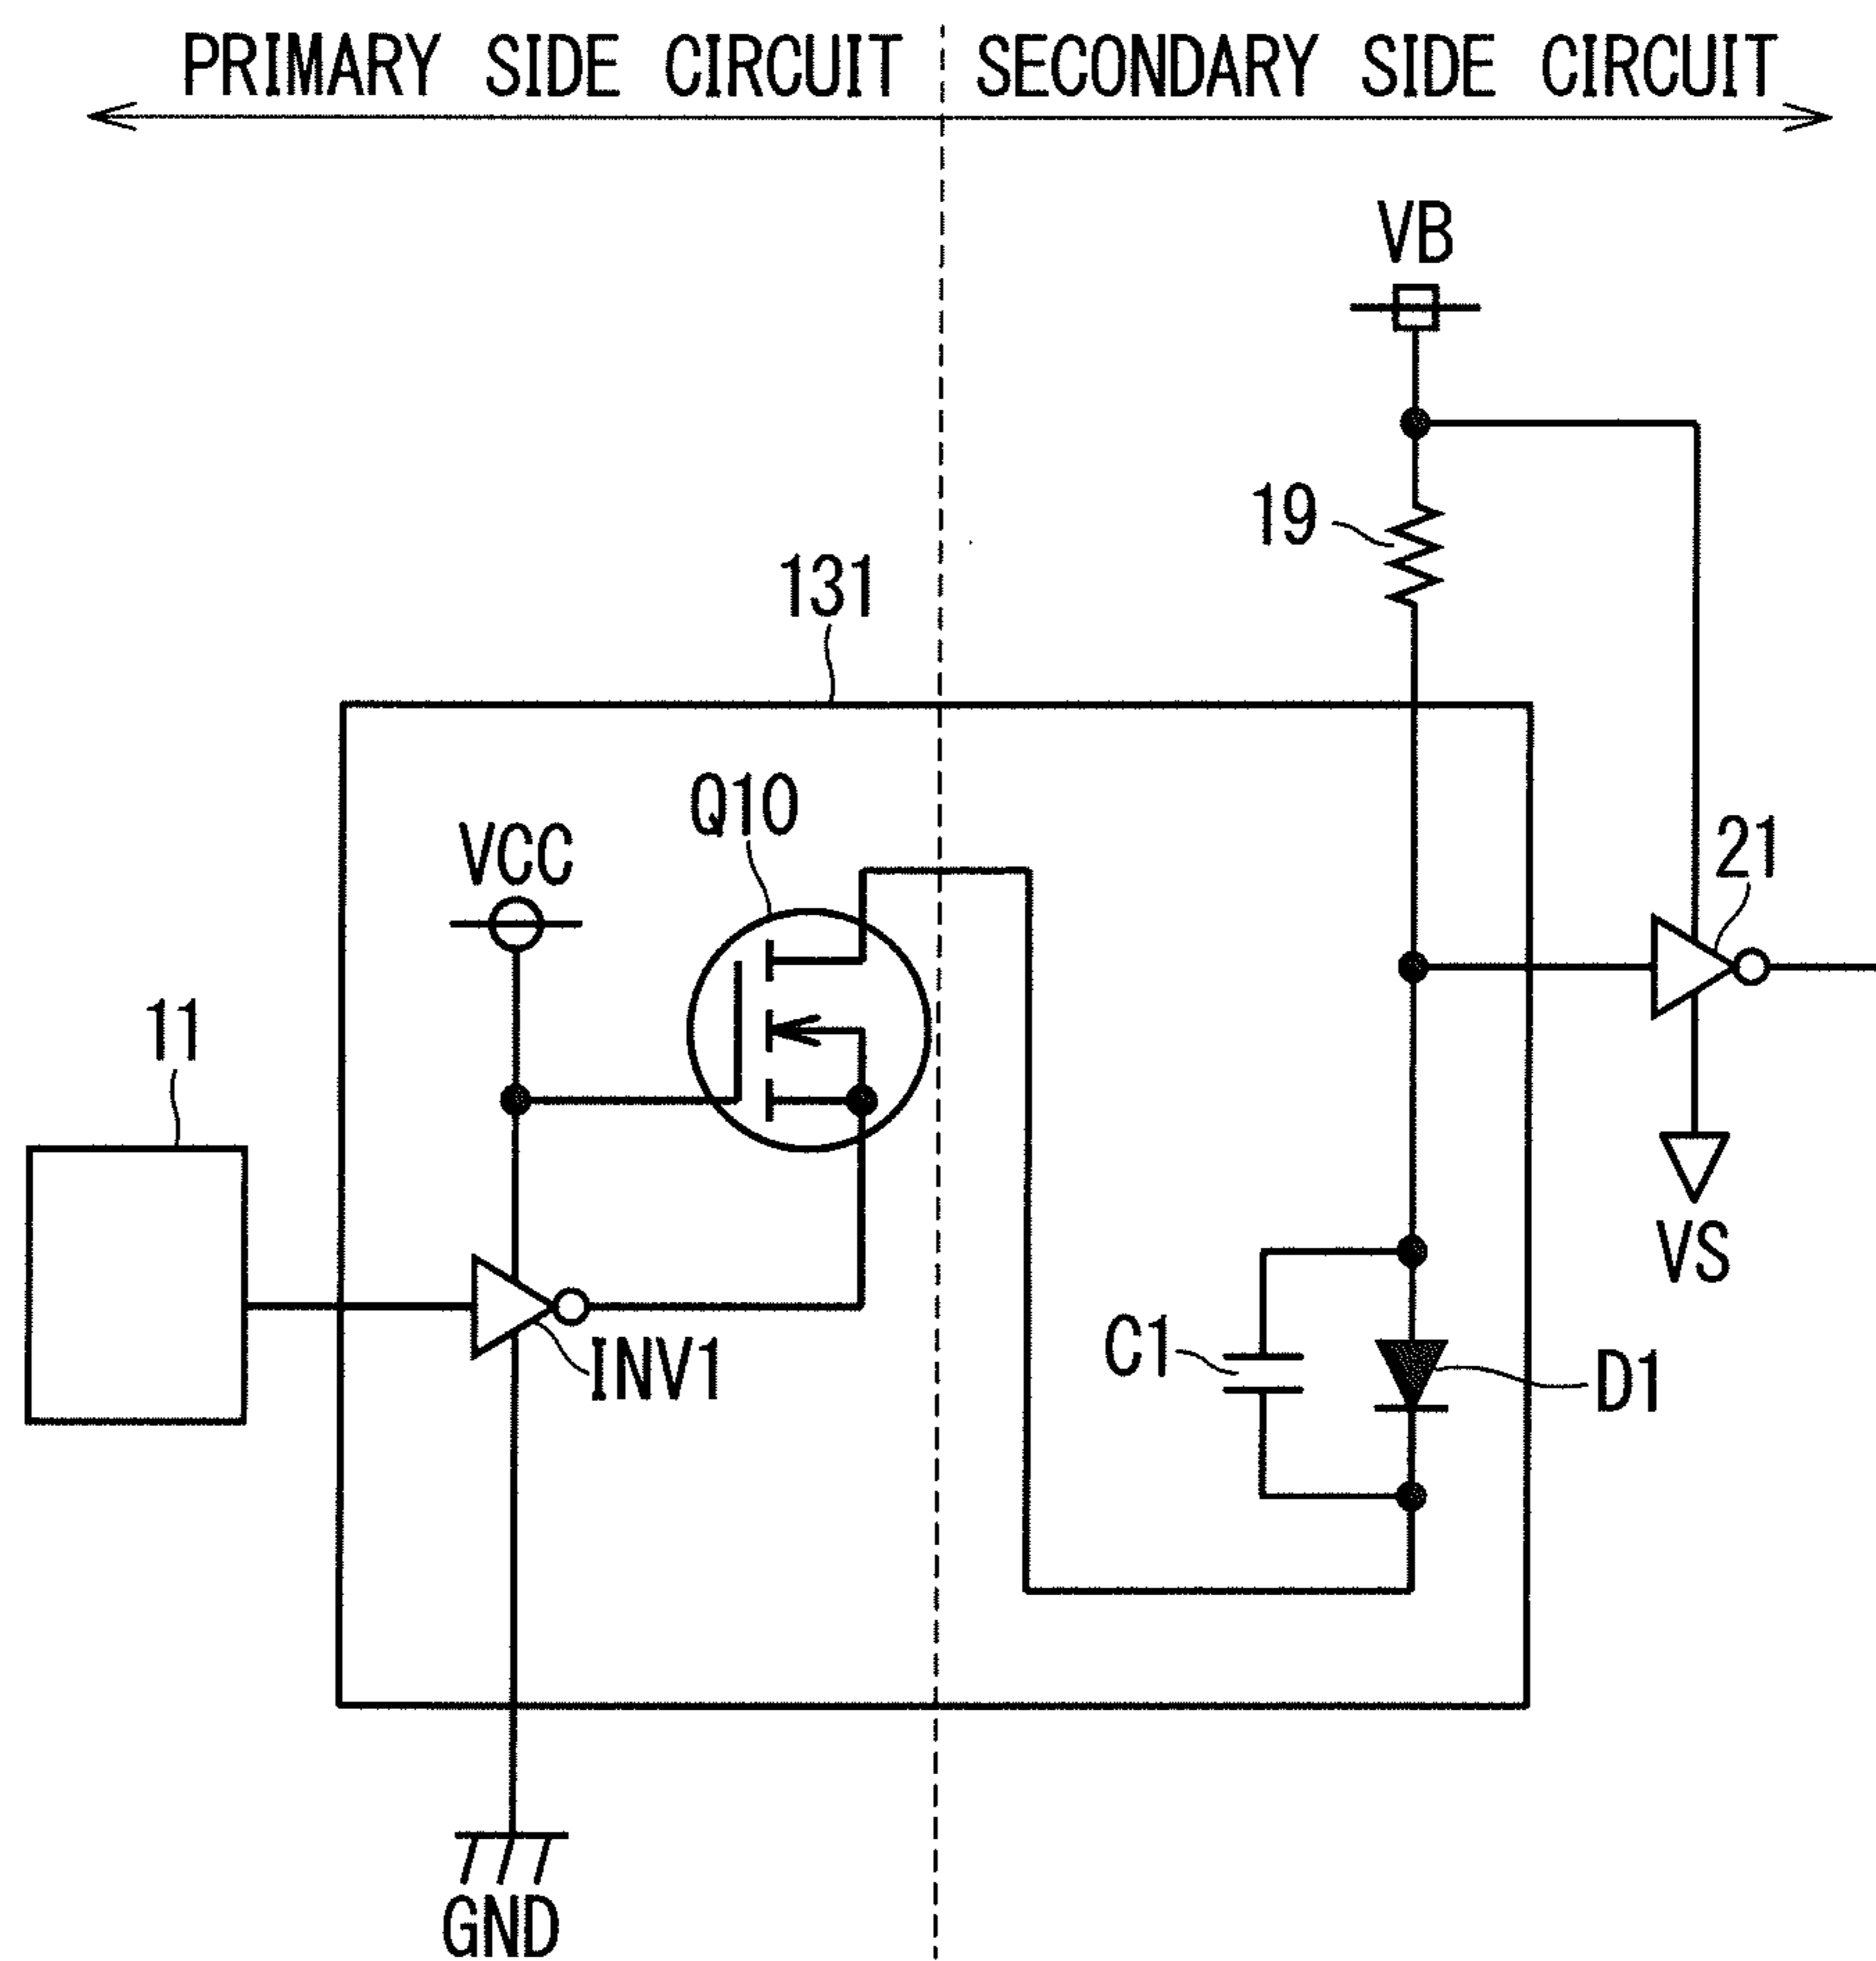 PRIMARY SIDE CIRCUIT
SECONDARY SIDE CIRCUIT
VB
19
131
Q10
VCC
21
11
VS
C1
INV1
D1
GND